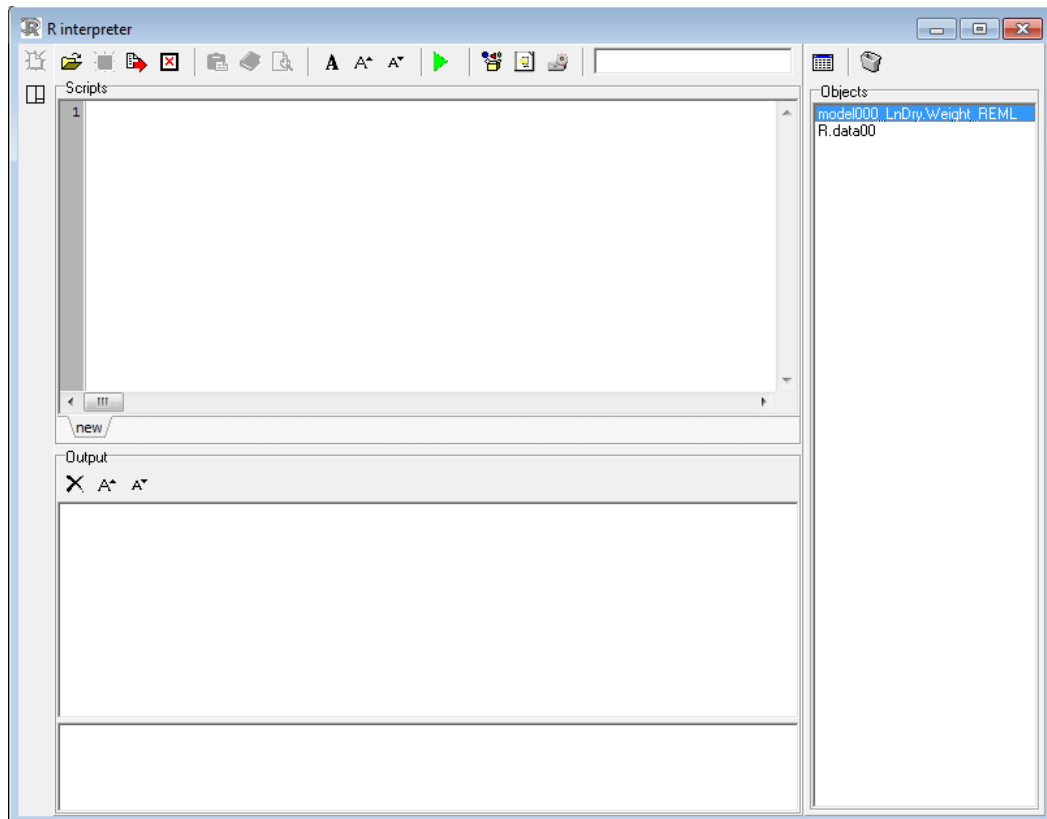 R interpreter
Scripts
1
new
Output
Objects
model000_LnDry.Weight_REML
R.data00